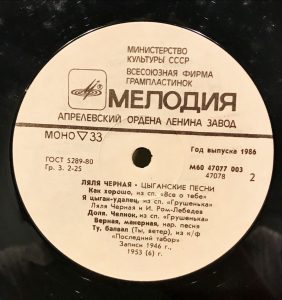 МИНИСТЕРСТВО
КУЛЬТУРЫ СССР
ВСЕСОЮЗНАЯ ФИРМА
ГРАМПЛАСТИНОК
МЕЛОДИЯ
АПРЕЛЕВСКИЙ ОРДЕНА ЛЕНИНА ЗАВОД
МОНО 33
Год выпуска 1986
ГОСТ 5289-80
Гр. 3. 2-25
М60 47077 003
47078
2
ЛЯЛЯ ЧЕРНАЯ - ЦЫГАНСКИЕ ПЕСНИ
Как хорошо, из сп. «Все о тебе»
Я цыган-удалец, из сп. «Грушенька»
Ляля Черная и И. Ром-Лебедев
Доля. Челнок, из сп. «Грушенька»
Верная, манерная, нар. песня
Ту, балвал (Ты, ветер), из к/ф
«Последний табор»
Записи 1946 г.,
1953 (6) г.